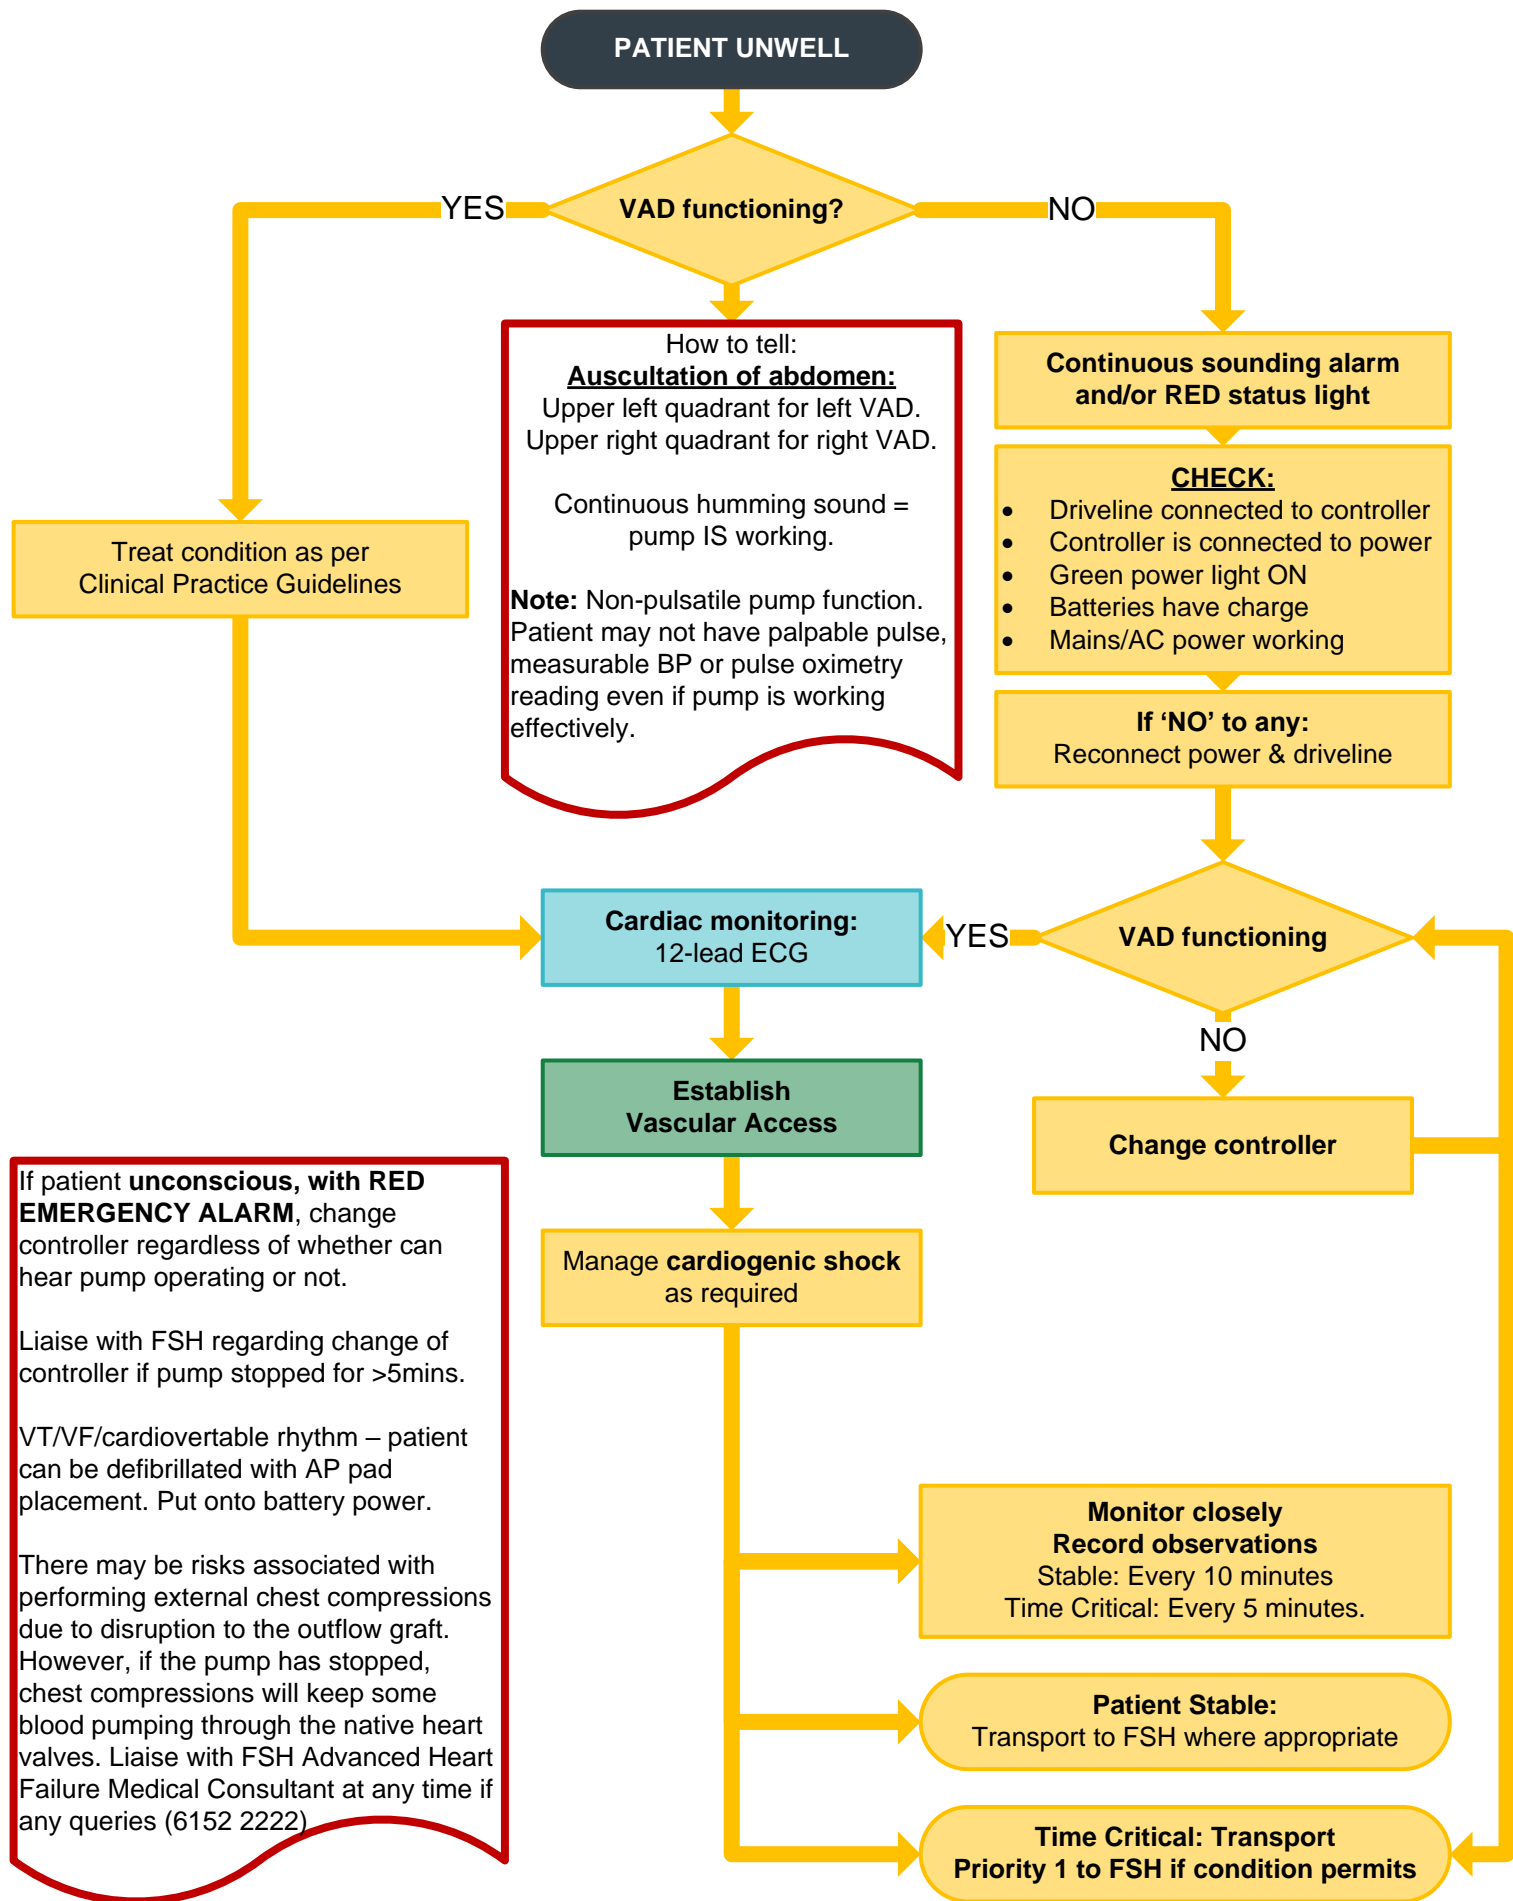 PATIENT UNWELL
YES
VAD functioning?
NO
How to tell:
Auscultation of abdomen:
Upper left quadrant for left VAD.
Upper right quadrant for right VAD.
Continuous humming sound =
pump IS working.
Note: Non-pulsatile pump function.
Patient may not have palpable pulse,
measurable BP or pulse oximetry
reading even if pump is working
effectively.
Continuous sounding alarm
and/or RED status light
CHECK:
• Driveline connected to controller
• Controller is connected to power
• Green power light ON
• Batteries have charge
• Mains/AC power working
If ‘NO’ to any:
Reconnect power & driveline
Treat condition as per
Clinical Practice Guidelines
Cardiac monitoring:
12-lead ECG
YES
VAD functioning
NO
Change controller
Establish
Vascular Access
Manage cardiogenic shock
as required
If patient unconscious, with RED
EMERGENCY ALARM, change
controller regardless of whether can
hear pump operating or not.
Liaise with FSH regarding change of
controller if pump stopped for >5mins.
VT/VF/cardiovertable rhythm – patient
can be defibrillated with AP pad
placement. Put onto battery power.
There may be risks associated with
performing external chest compressions
due to disruption to the outflow graft.
However, if the pump has stopped,
chest compressions will keep some
blood pumping through the native heart
valves. Liaise with FSH Advanced Heart
Failure Medical Consultant at any time if
any queries (6152 2222)
Monitor closely
Record observations
Stable: Every 10 minutes
Time Critical: Every 5 minutes.
Patient Stable:
Transport to FSH where appropriate
Time Critical: Transport
Priority 1 to FSH if condition permits